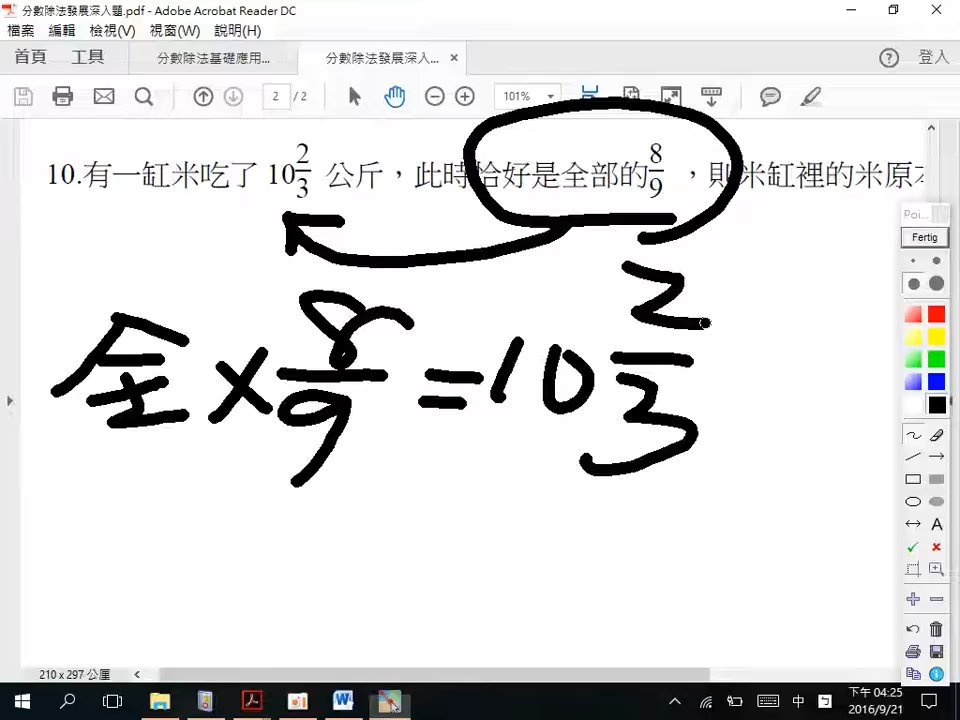 分數除法發展深入題.pdf - Adobe Acrobat Reader DC
檔案 編輯 檢視(V) 視窗(W) 說明(H)
首頁 工具 分數除法基礎應用... 分數除法發展深入... × ? 登入
2 / 2 101%
10.有一缸米吃了 10 2/3 公斤，此時恰好是全部的 8/9 ，則米缸裡的米原
全 × 8/9 = 10 2/3
Poi...
Fertig
A
210 x 297 公厘
中
下午 04:25
2016/9/21